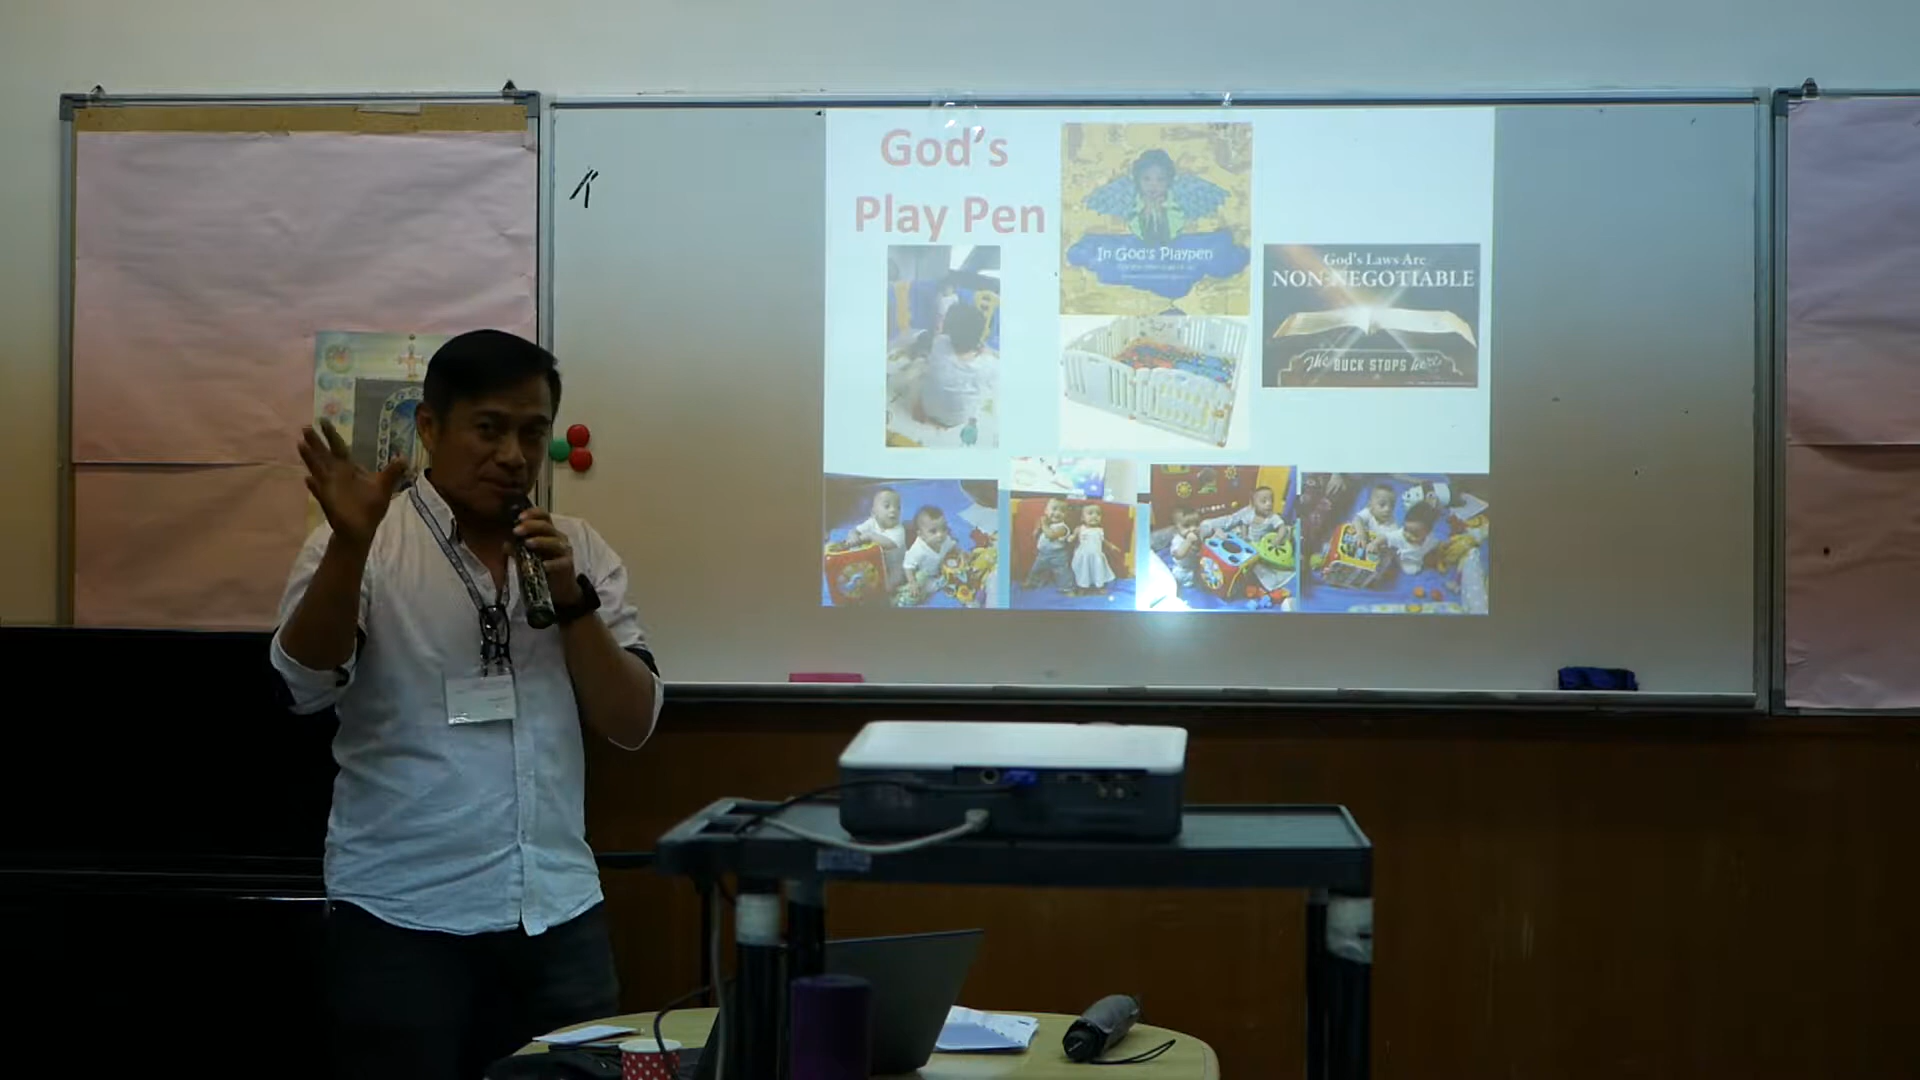 God's
Play Pen
In God's Playpen
God's Laws Are
NON-NEGOTIABLE
The BUCK STOPS here